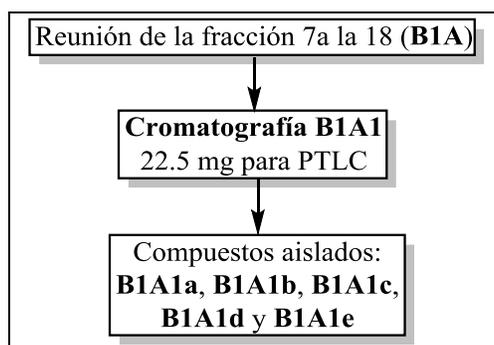 Reunión de la fracción 7a la 18 (B1A)
Cromatografía B1A1
22.5 mg para PTLC
Compuestos aislados:
B1A1a, B1A1b, B1A1c,
B1A1d y B1A1e